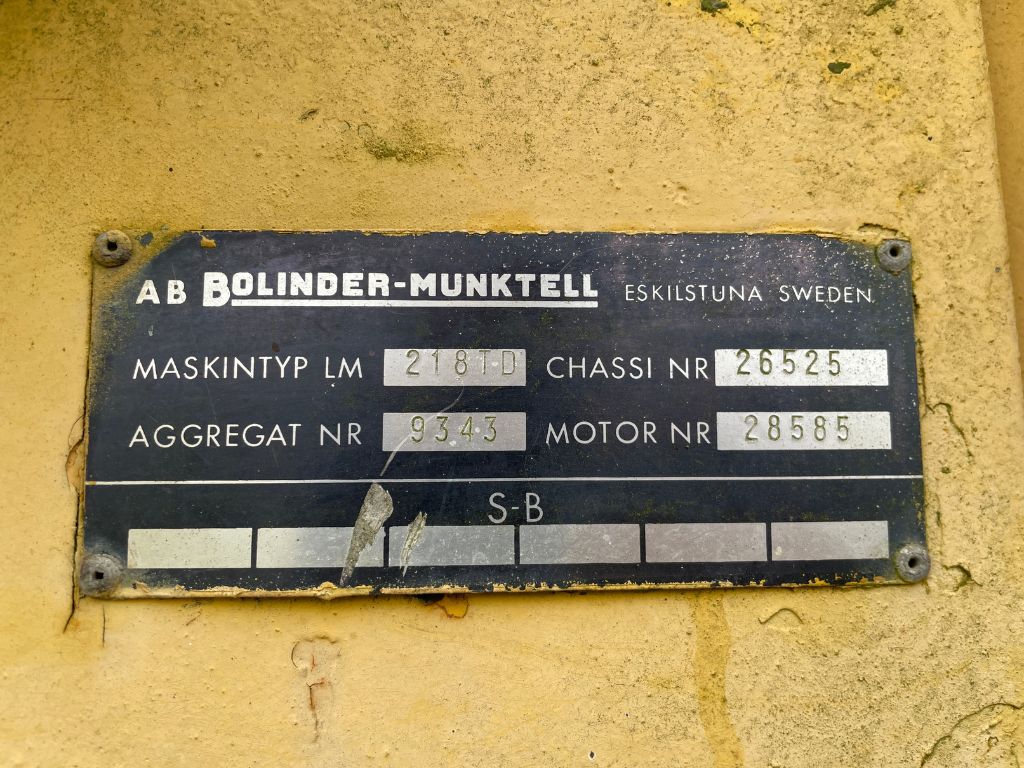 AB BOLINDER-MUNKTELL ESKILSTUNA SWEDEN
MASKINTYP LM 218TD CHASSI NR 26525
AGGREGAT NR 9343 MOTOR NR 28585
S-B